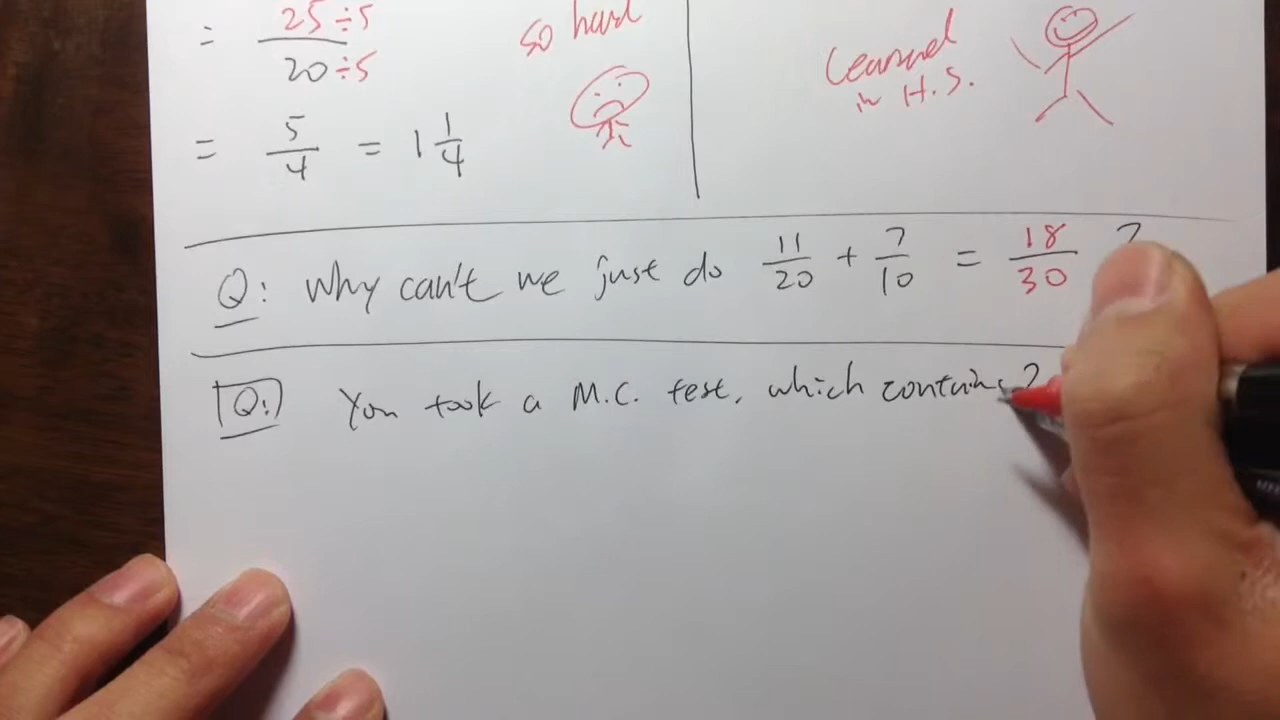 = 25÷5 / 20÷5
so hard
= 5/4 = 1 1/4
Learned
in H.S.
Q: Why can't we just do 11/20 + 7/10 = 18/30 ?
Q: You took a M.C. test, which contains 2